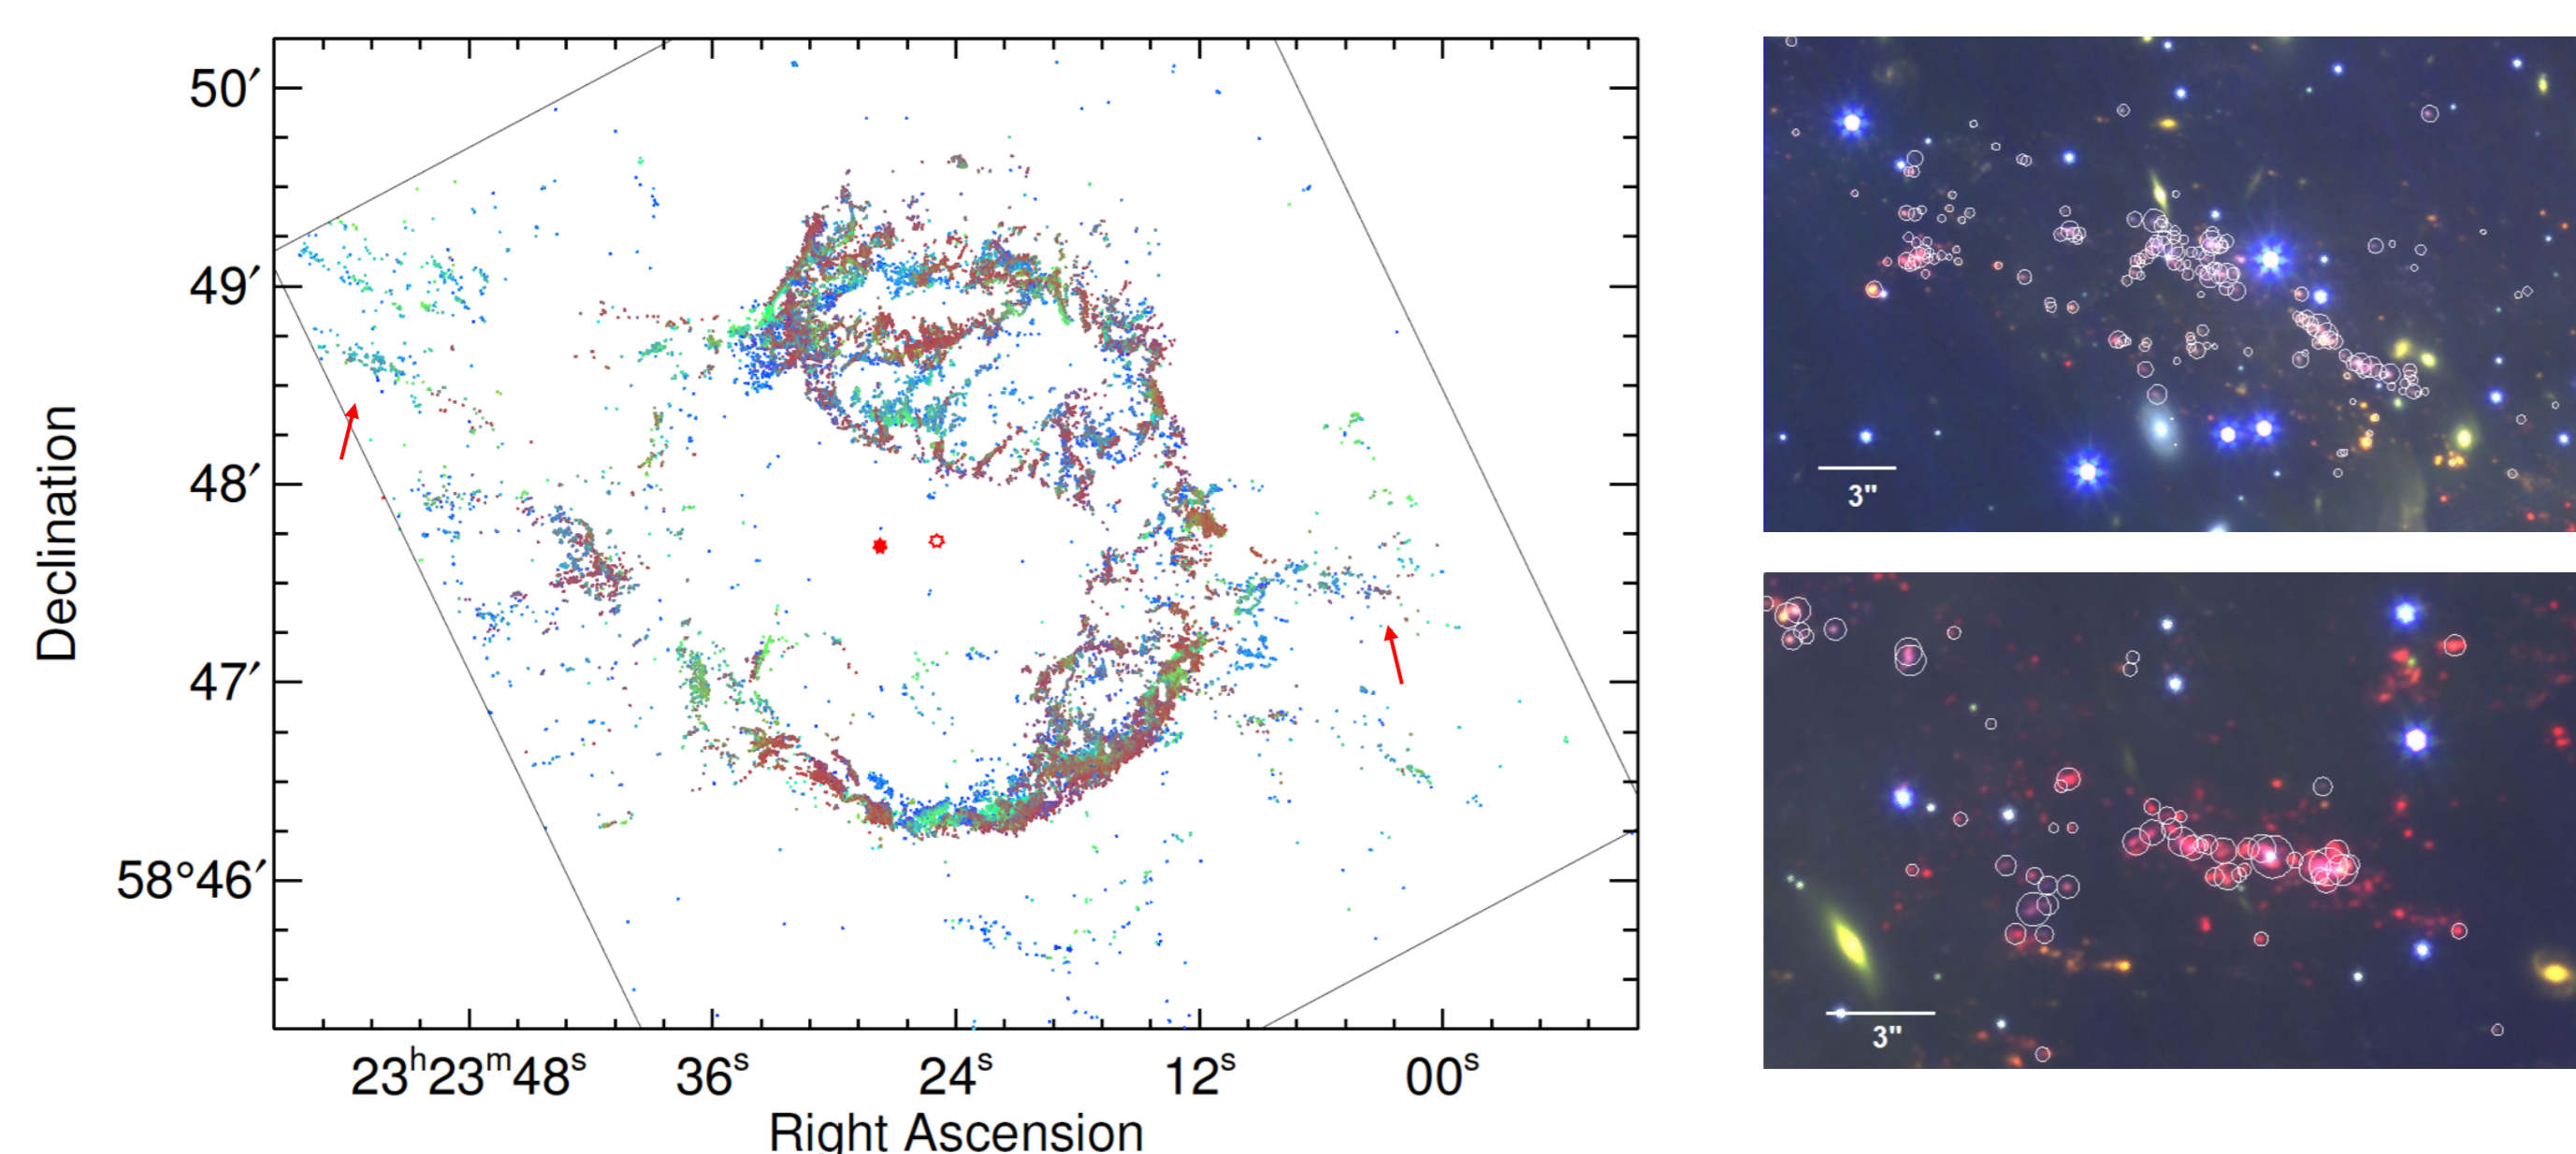 50′
49′
48′
47′
58°46′
Declination
23ʰ23ᵐ48ˢ 36ˢ 24ˢ 12ˢ 00ˢ
Right Ascension
3"
3"